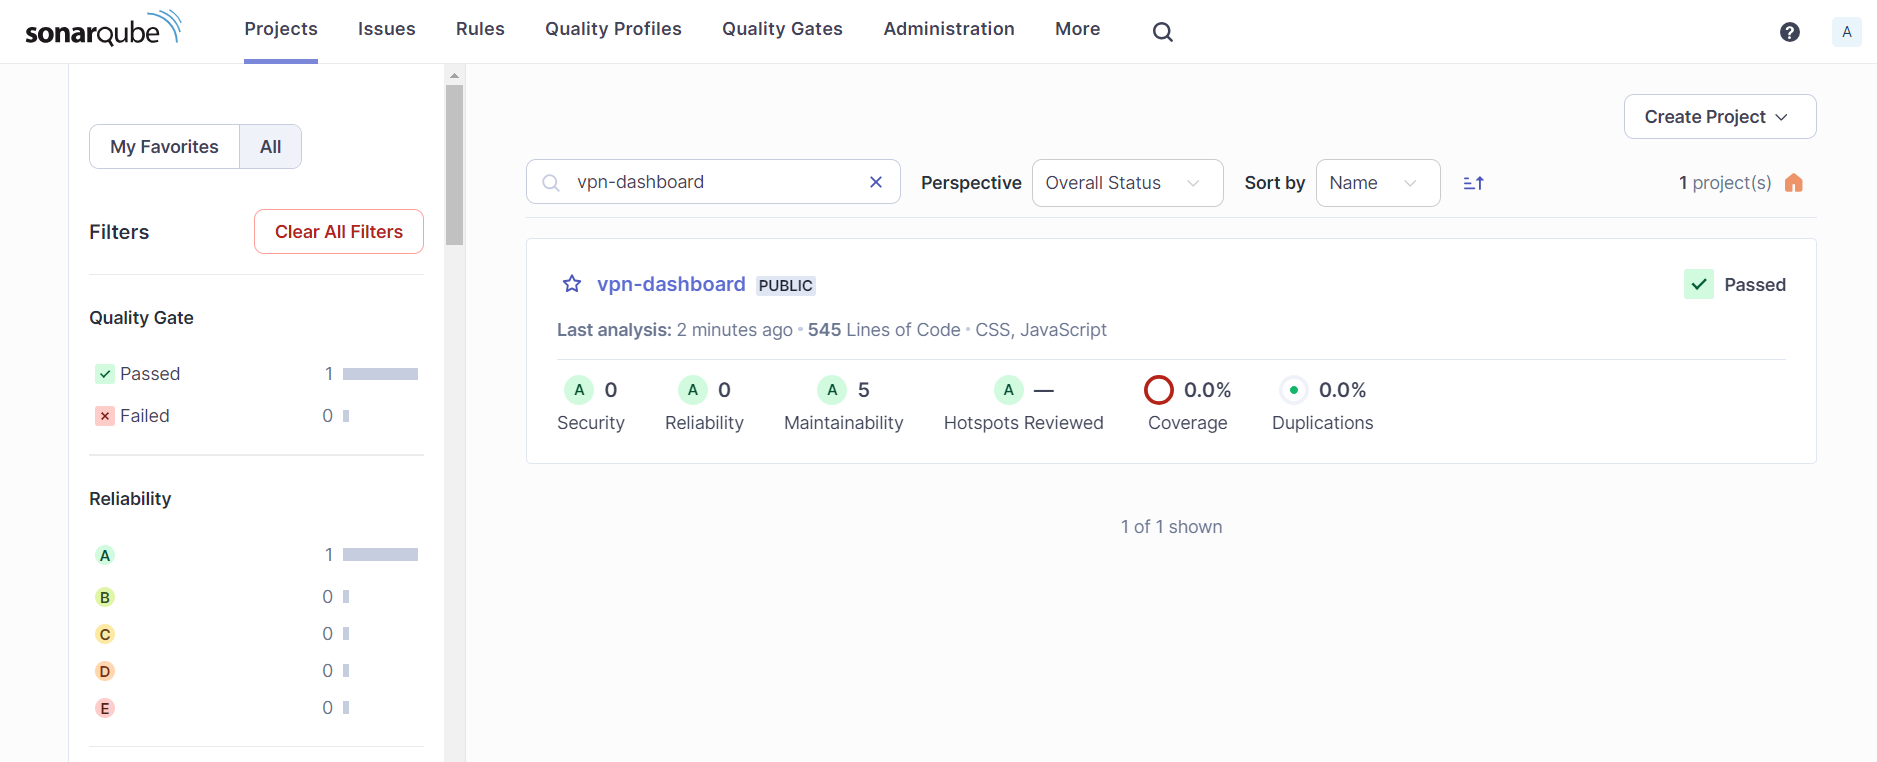 sonarqube Projects Issues Rules Quality Profiles Quality Gates Administration More ? A
My Favorites All
Filters Clear All Filters
Quality Gate
Passed 1
Failed 0
Reliability
A 1
B 0
C 0
D 0
E 0
Create Project
vpn-dashboard Perspective Overall Status Sort by Name 1 project(s)
vpn-dashboard PUBLIC Passed
Last analysis: 2 minutes ago • 545 Lines of Code • CSS, JavaScript
A 0 A 0 A 5 A — 0.0% 0.0%
Security Reliability Maintainability Hotspots Reviewed Coverage Duplications
1 of 1 shown